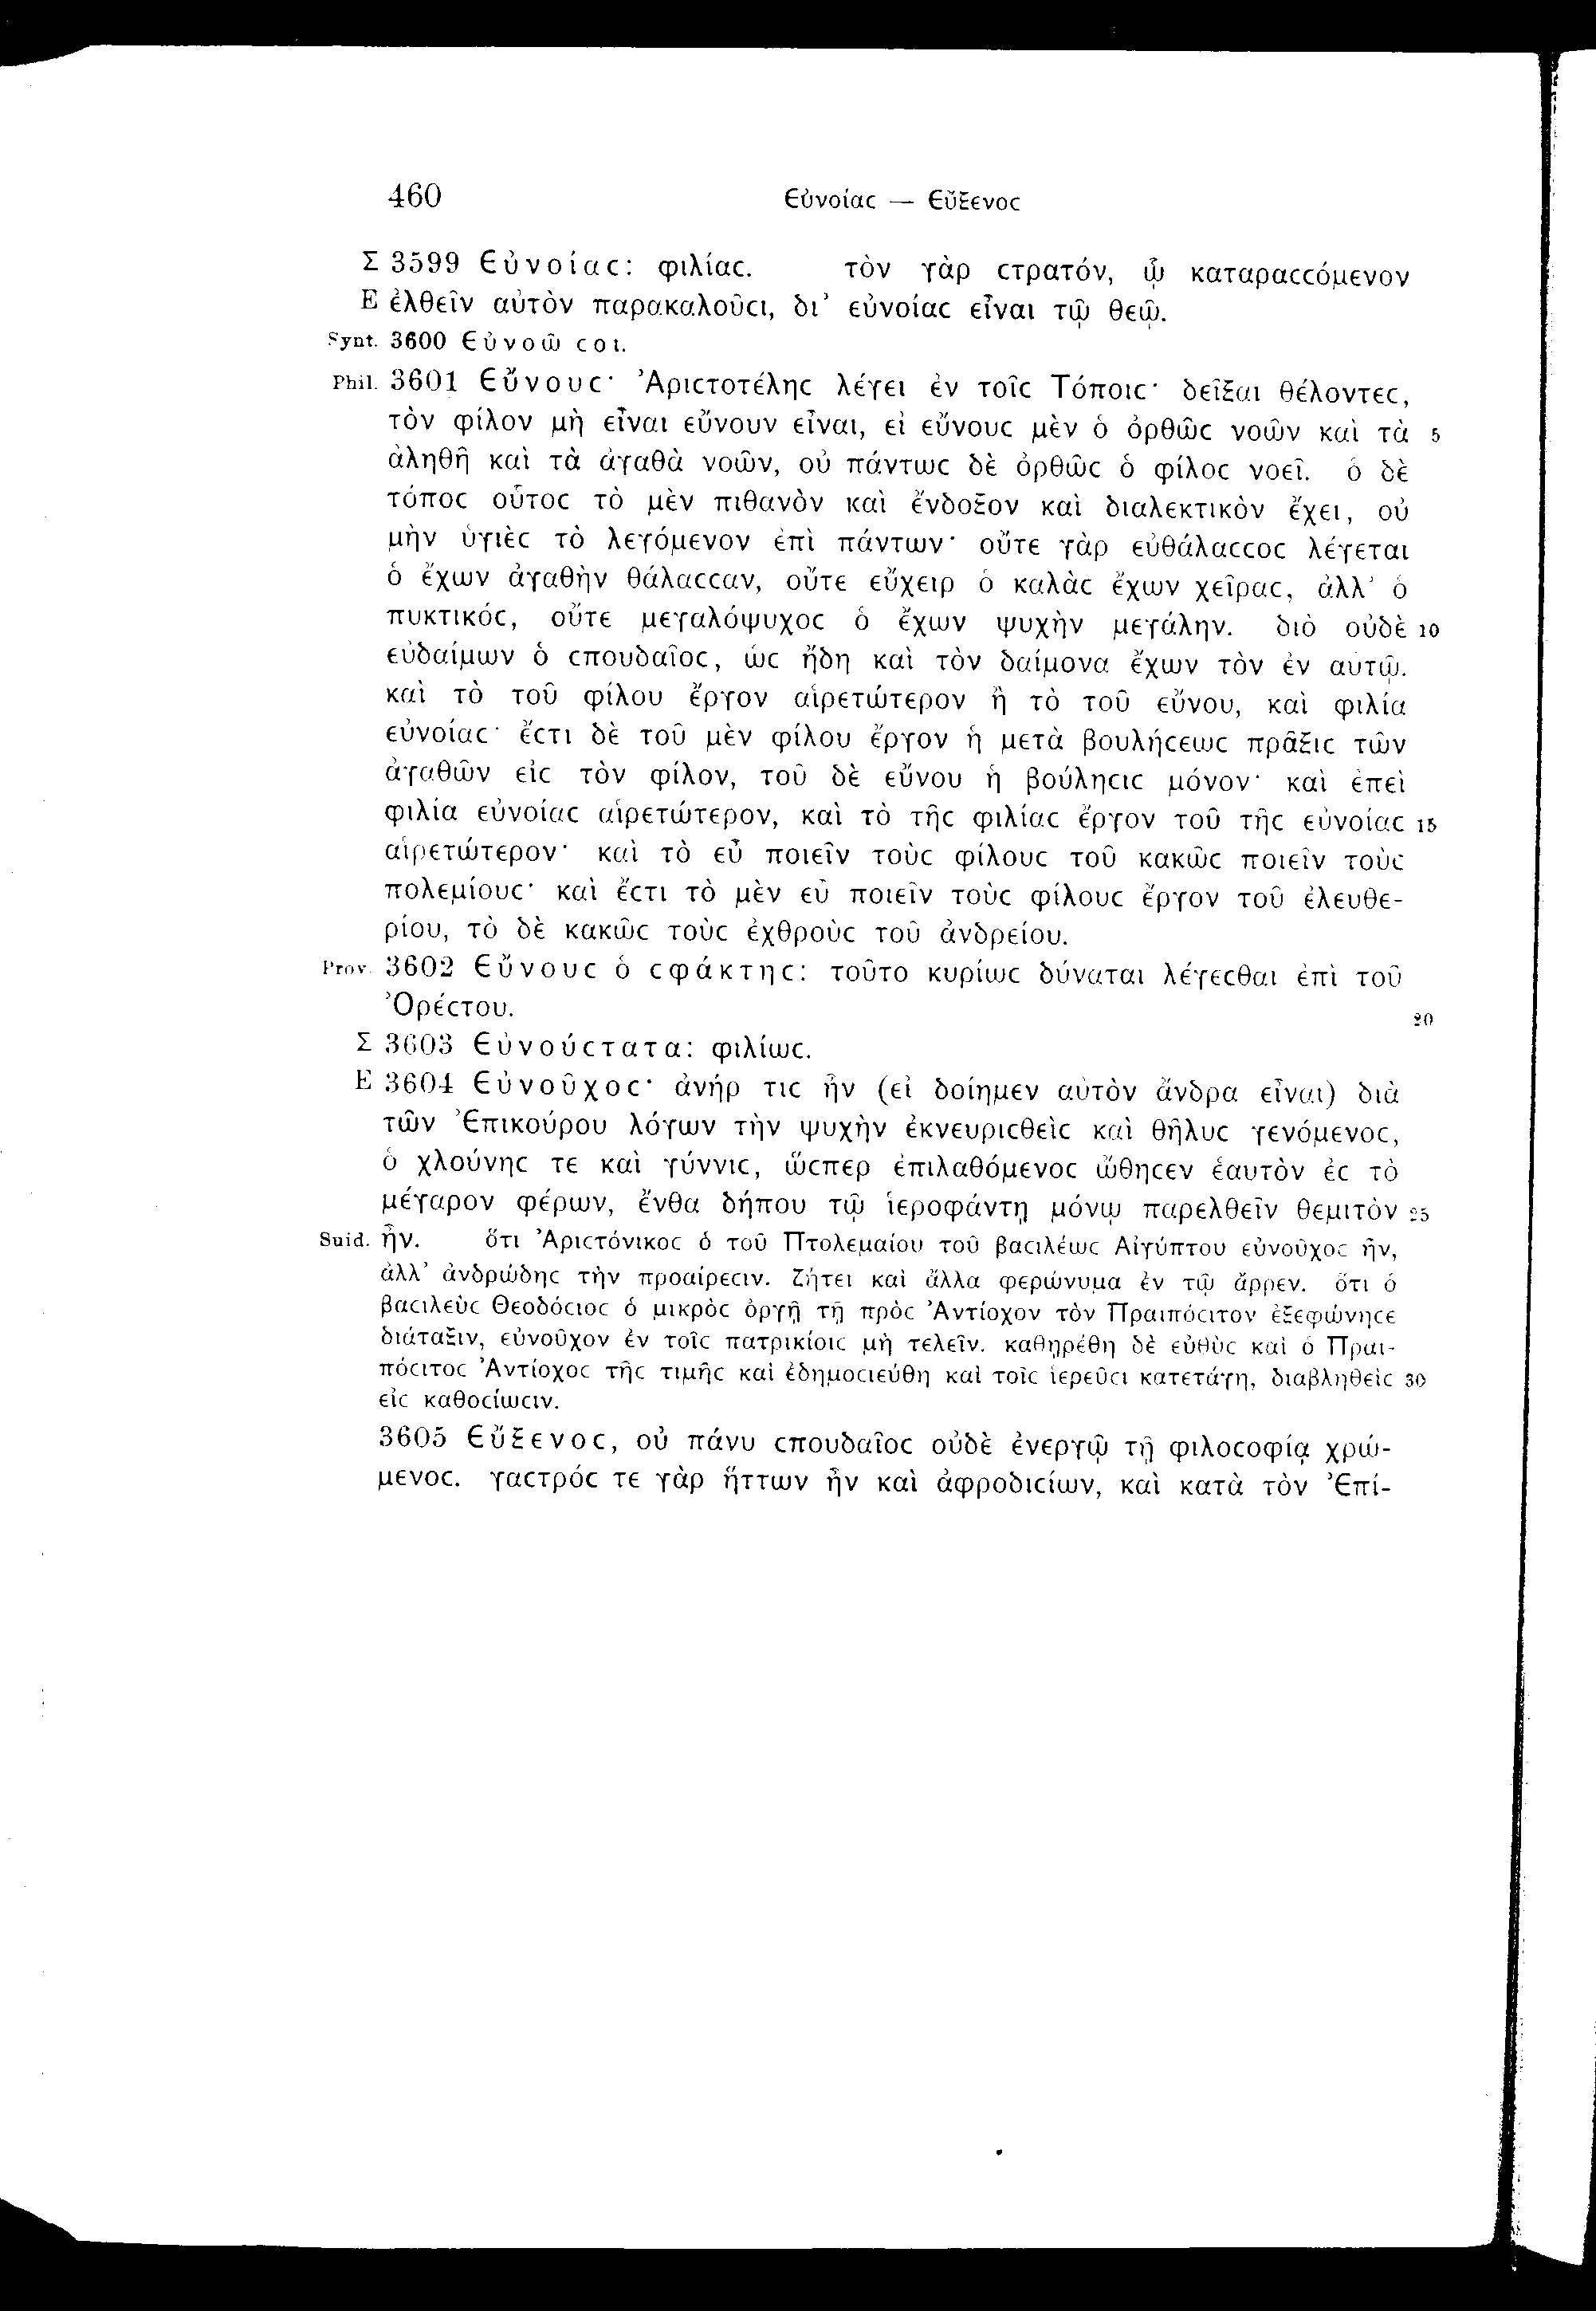 460 Εὐνοίας — Εὔξενος
Σ 3599 Εὐνοίαϲ: φιλίαϲ. τὸν γὰρ ϲτρατόν, ᾧ καταραϲϲόμενον
E ἐλθεῖν αὐτὸν παρακαλοῦϲι, δι’ εὐνοίαϲ εἶναι τῷ θεῷ.
Synt. 3600 Εὐνοῶ ϲοι.
Phil. 3601 Εὔνουϲ· Ἀριϲτοτέληϲ λέγει ἐν τοῖϲ Τόποιϲ· δεῖξαι θέλοντεϲ,
τὸν φίλον μὴ εἶναι εὔνουν εἶναι, εἰ εὔνουϲ μὲν ὁ ὀρθῶϲ νοῶν καὶ τὰ 5
ἀληθῆ καὶ τὰ ἀγαθὰ νοῶν, οὐ πάντωϲ δὲ ὀρθῶϲ ὁ φίλοϲ νοεῖ. ὁ δὲ
τόποϲ οὗτοϲ τὸ μὲν πιθανὸν καὶ ἔνδοξον καὶ διαλεκτικὸν ἔχει, οὐ
μὴν ὑγιὲϲ τὸ λεγόμενον ἐπὶ πάντων· οὔτε γὰρ εὐθάλαϲϲοϲ λέγεται
ὁ ἔχων ἀγαθὴν θάλαϲϲαν, οὔτε εὔχειρ ὁ καλὰϲ ἔχων χεῖραϲ, ἀλλ’ ὁ
πυκτικόϲ, οὔτε μεγαλόψυχοϲ ὁ ἔχων ψυχὴν μεγάλην. διὸ οὐδὲ 10
εὐδαίμων ὁ ϲπουδαῖοϲ, ὡϲ ἤδη καὶ τὸν δαίμονα ἔχων τὸν ἐν αυτῷ.
καὶ τὸ τοῦ φίλου ἔργον αἱρετώτερον ἢ τὸ τοῦ εὔνου, καὶ φιλία
εὐνοίαϲ· ἔϲτι δὲ τοῦ μὲν φίλου ἔργον ἡ μετὰ βουλήϲεωϲ πρᾶξιϲ τῶν
ἀγαθῶν εἰϲ τὸν φίλον, τοῦ δὲ εὔνου ἡ βούληϲιϲ μόνον· καὶ ἐπεὶ
φιλία εὐνοίαϲ αἱρετώτερον, καὶ τὸ τῆϲ φιλίαϲ ἔργον τοῦ τῆϲ εὐνοίαϲ 15
αἱρετώτερον· καὶ τὸ εὖ ποιεῖν τοὺϲ φίλουϲ τοῦ κακῶϲ ποιεῖν τοὺϲ
πολεμίουϲ· καὶ ἔϲτι τὸ μὲν εὖ ποιεῖν τοὺϲ φίλουϲ ἔργον τοῦ ἐλευθε-
ρίου, τὸ δὲ κακῶϲ τοὺϲ ἐχθροὺϲ τοῦ ἀνδρείου.
Prov. 3602 Εὔνουϲ ὁ ϲφάκτηϲ: τοῦτο κυρίωϲ δύναται λέγεϲθαι ἐπὶ τοῦ
Ὀρέϲτου. 20
Σ 3603 Εὐνούϲτατα: φιλίωϲ.
E 3604 Εὐνοῦχοϲ· ἀνήρ τιϲ ἦν (εἰ δοίημεν αὐτὸν ἄνδρα εἶναι) διὰ
τῶν Ἐπικούρου λόγων τὴν ψυχὴν ἐκνευριϲθεὶϲ καὶ θῆλυϲ γενόμενοϲ,
ὁ χλούνηϲ τε καὶ γύννιϲ, ὥϲπερ ἐπιλαθόμενοϲ ὤθηϲεν ἑαυτὸν ἐϲ τὸ
μέγαρον φέρων, ἔνθα δήπου τῷ ἱεροφάντῃ μόνῳ παρελθεῖν θεμιτὸν 25
Suid. ἦν. ὅτι Ἀριϲτόνικοϲ ὁ τοῦ Πτολεμαίου τοῦ βαϲιλέωϲ Αἰγύπτου εὐνοῦχοϲ ἦν,
ἀλλ’ ἀνδρώδηϲ τὴν προαίρεϲιν. ζήτει καὶ ἄλλα φερώνυμα ἐν τῷ ἄρρεν. ὅτι ὁ
βαϲιλεὺϲ Θεοδόϲιοϲ ὁ μικρὸϲ ὀργῇ τῇ πρὸϲ Ἀντίοχον τὸν Πραιπόϲιτον ἐξεφώνηϲε
διάταξιν, εὐνοῦχον ἐν τοῖϲ πατρικίοιϲ μὴ τελεῖν. καθῃρέθη δὲ εὐθὺϲ καὶ ὁ Πραι-
πόϲιτοϲ Ἀντίοχοϲ τῆϲ τιμῆϲ καὶ ἐδημοϲιεύθη καὶ τοῖϲ ἱερεῦϲι κατετάγη, διαβληθεὶϲ 30
εἰϲ καθοϲίωϲιν.
3605 Εὔξενοϲ, οὐ πάνυ ϲπουδαῖοϲ οὐδὲ ἐνεργῷ τῇ φιλοϲοφίᾳ χρώ-
μενοϲ. γαϲτρόϲ τε γὰρ ἥττων ἦν καὶ ἀφροδιϲίων, καὶ κατὰ τὸν Ἐπί-